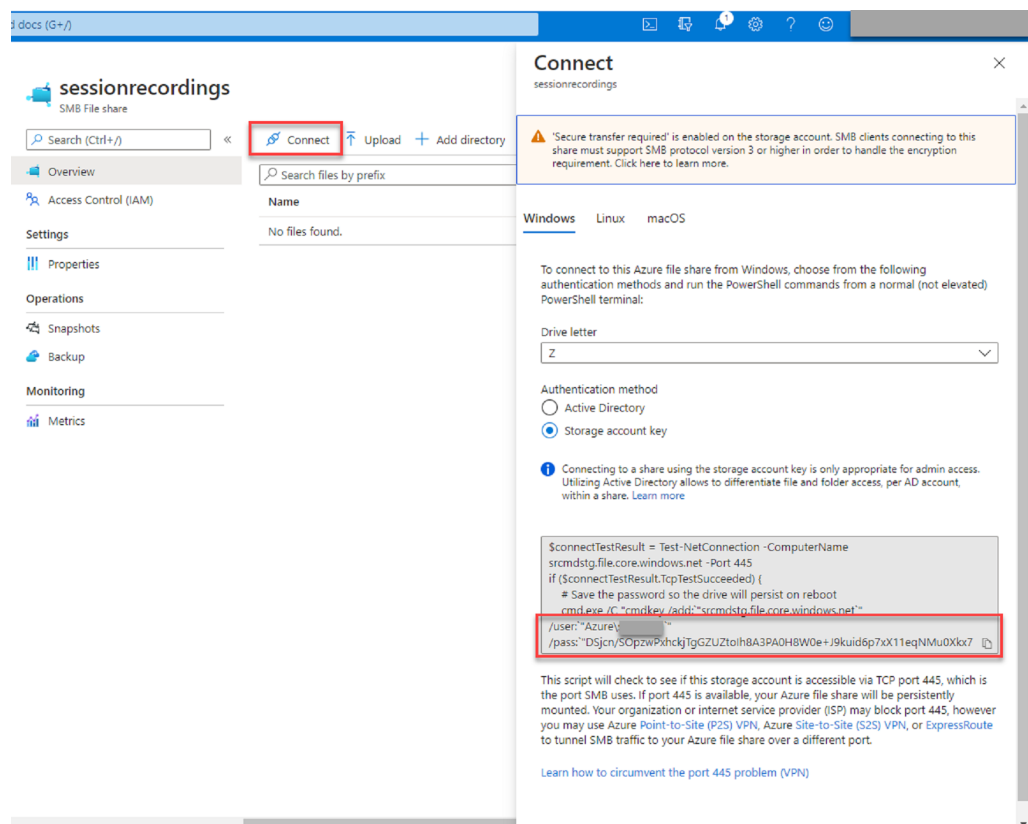 d docs (G+/)
1
sessionrecordings
SMB File share
Search (Ctrl+/)
«
Overview
Access Control (IAM)
Settings
Properties
Operations
Snapshots
Backup
Monitoring
Metrics
Connect
Upload
Add directory
Search files by prefix
Name
No files found.
Connect
sessionrecordings
'Secure transfer required' is enabled on the storage account. SMB clients connecting to this
share must support SMB protocol version 3 or higher in order to handle the encryption
requirement. Click here to learn more.
Windows Linux macOS
To connect to this Azure file share from Windows, choose from the following
authentication methods and run the PowerShell commands from a normal (not elevated)
PowerShell terminal:
Drive letter
Z
Authentication method
Active Directory
Storage account key
Connecting to a share using the storage account key is only appropriate for admin access.
Utilizing Active Directory allows to differentiate file and folder access, per AD account,
within a share. Learn more
$connectTestResult = Test-NetConnection -ComputerName
srcmdstg.file.core.windows.net -Port 445
if ($connectTestResult.TcpTestSucceeded) {
# Save the password so the drive will persist on reboot
cmd.exe /C "cmdkey /add:`"srcmdstg.file.core.windows.net`"
/user:`"Azure\ `"
/pass:`"DSjcn/SOpzwPxhckjTgGZUZtoIh8A3PA0H8W0e+J9kuid6p7xX11eqNMu0Xkx7
This script will check to see if this storage account is accessible via TCP port 445, which is
the port SMB uses. If port 445 is available, your Azure file share will be persistently
mounted. Your organization or internet service provider (ISP) may block port 445, however
you may use Azure Point-to-Site (P2S) VPN, Azure Site-to-Site (S2S) VPN, or ExpressRoute
to tunnel SMB traffic to your Azure file share over a different port.
Learn how to circumvent the port 445 problem (VPN)